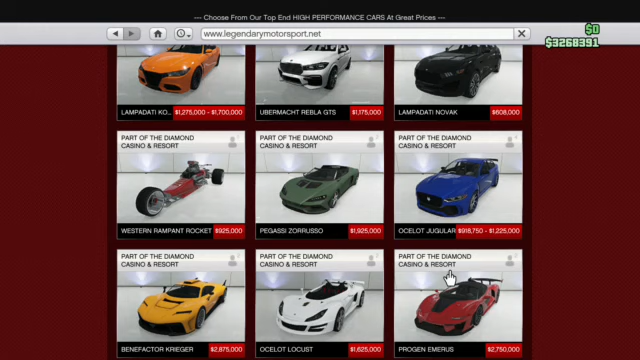 --- Choose From Our Top End HIGH PERFORMANCE CARS At Great Prices ---
www.legendarymotorsport.net
$0
$3268391
LAMPADATI KO... $1,275,000 - $1,700,000
UBERMACHT REBLA GTS $1,175,000
LAMPADATI NOVAK $608,000
PART OF THE DIAMOND
CASINO & RESORT
PART OF THE DIAMOND
CASINO & RESORT
PART OF THE DIAMOND
CASINO & RESORT
WESTERN RAMPANT ROCKET $925,000
PEGASSI ZORRUSSO $1,925,000
OCELOT JUGULAR $918,750 - $1,225,000
PART OF THE DIAMOND
CASINO & RESORT
PART OF THE DIAMOND
CASINO & RESORT
PART OF THE DIAMOND
CASINO & RESORT
BENEFACTOR KRIEGER $2,875,000
OCELOT LOCUST $1,625,000
PROGEN EMERUS $2,750,000